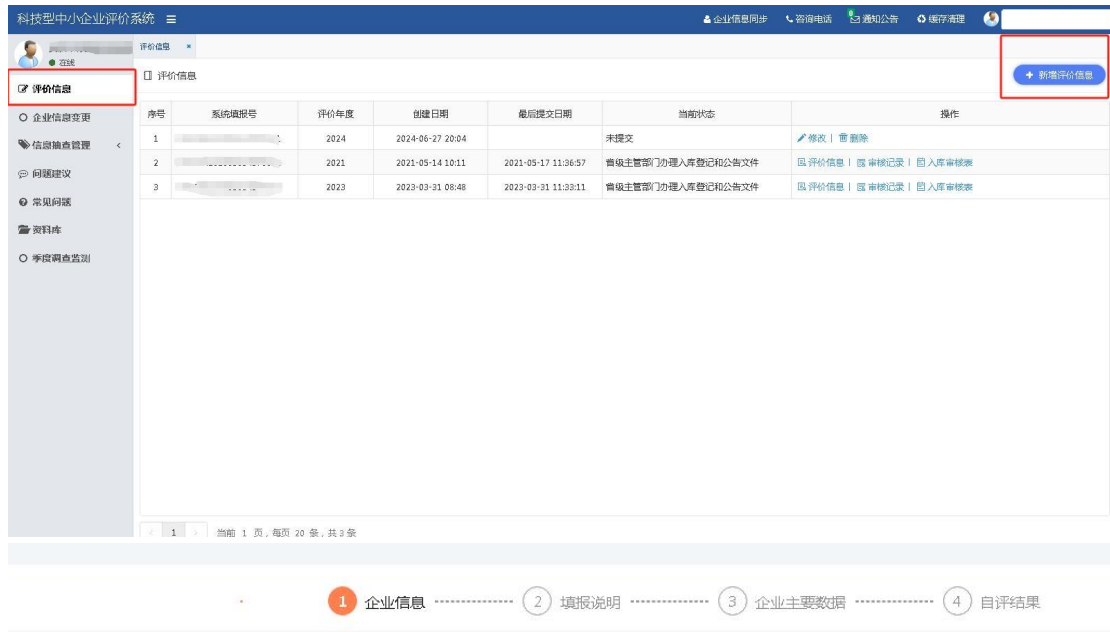 科技型中小企业评价系统
企业信息同步 咨询电话 通知公告 缓存清理
在线
评价信息 ×
评价信息
评价信息
+ 新增评价信息
企业信息变更
信息抽查管理 <
问题建议
常见问题
资料库
季度调查监测
序号 系统填报号 评价年度 创建日期 最后提交日期 当前状态 操作
1 2024 2024-06-27 20:04 未提交 修改 | 删除
2 2021 2021-05-14 10:11 2021-05-17 11:36:57 省级主管部门办理入库登记和公告文件 评价信息 | 审核记录 | 入库审核表
3 2023 2023-03-31 08:48 2023-03-31 11:33:11 省级主管部门办理入库登记和公告文件 评价信息 | 审核记录 | 入库审核表
< 1 > 当前 1 页,每页 20 条,共 3 条
1 企业信息 2 填报说明 3 企业主要数据 4 自评结果